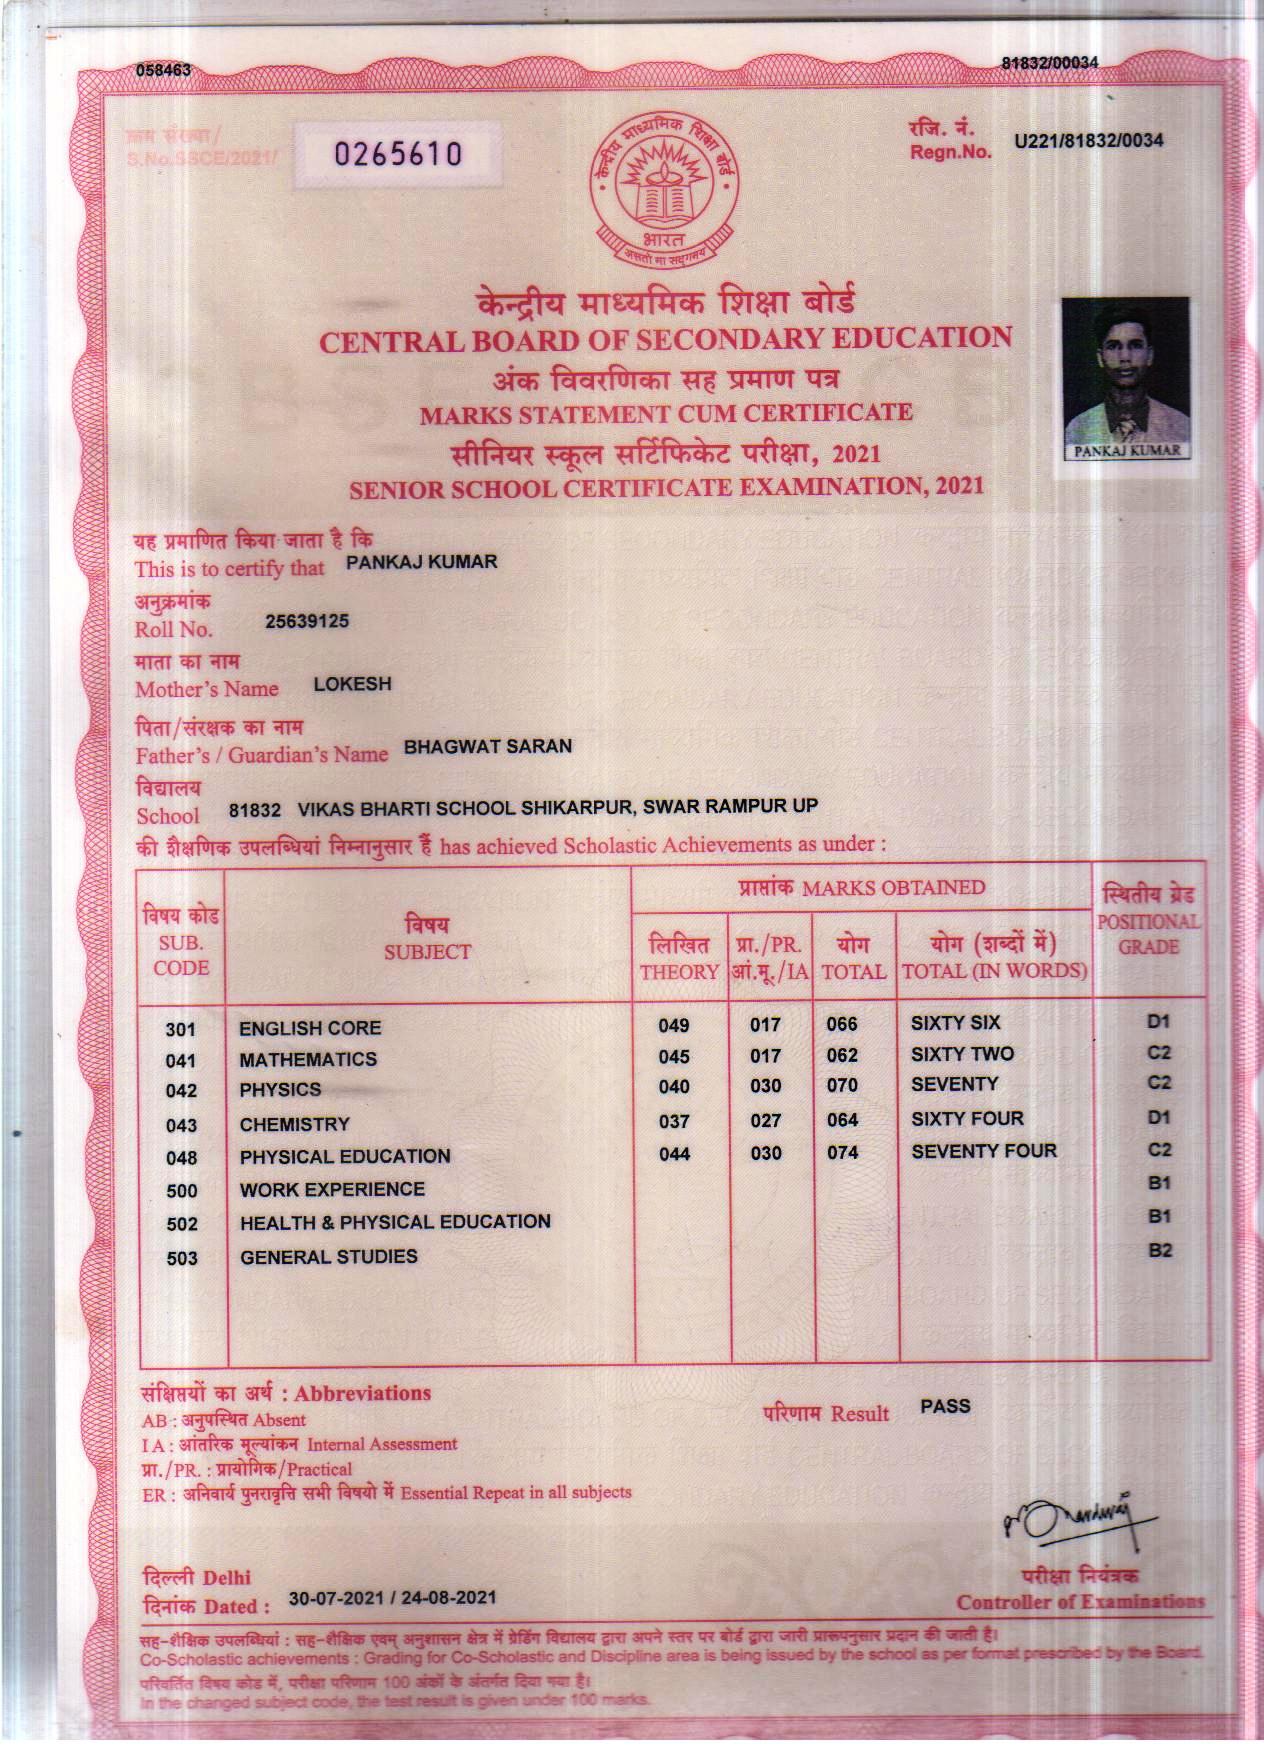 058463
81832/00034
क्रम संख्या/
S.No.SSCE/2021/
0265610
रजि. नं.
Regn.No.
U221/81832/0034
केन्द्रीय माध्यमिक शिक्षा बोर्ड
भारत
असतो मा सद्गमय
केन्द्रीय माध्यमिक शिक्षा बोर्ड
CENTRAL BOARD OF SECONDARY EDUCATION
अंक विवरणिका सह प्रमाण पत्र
MARKS STATEMENT CUM CERTIFICATE
सीनियर स्कूल सर्टिफिकेट परीक्षा, 2021
SENIOR SCHOOL CERTIFICATE EXAMINATION, 2021
PANKAJ KUMAR
यह प्रमाणित किया जाता है कि
This is to certify that PANKAJ KUMAR
अनुक्रमांक
Roll No. 25639125
माता का नाम
Mother's Name LOKESH
पिता/संरक्षक का नाम
Father's / Guardian's Name BHAGWAT SARAN
विद्यालय
School 81832 VIKAS BHARTI SCHOOL SHIKARPUR, SWAR RAMPUR UP
की शैक्षणिक उपलब्धियां निम्नानुसार हैं has achieved Scholastic Achievements as under :
विषय कोड
SUB.
CODE
विषय
SUBJECT
प्राप्तांक MARKS OBTAINED
लिखित
THEORY
प्रा./PR.
आं.मू./IA
योग
TOTAL
योग (शब्दों में)
TOTAL (IN WORDS)
स्थितीय ग्रेड
POSITIONAL
GRADE
301 ENGLISH CORE 049 017 066 SIXTY SIX D1
041 MATHEMATICS 045 017 062 SIXTY TWO C2
042 PHYSICS 040 030 070 SEVENTY C2
043 CHEMISTRY 037 027 064 SIXTY FOUR D1
048 PHYSICAL EDUCATION 044 030 074 SEVENTY FOUR C2
500 WORK EXPERIENCE B1
502 HEALTH & PHYSICAL EDUCATION B1
503 GENERAL STUDIES B2
संक्षिप्तियों का अर्थ : Abbreviations
AB : अनुपस्थित Absent
I A : आंतरिक मूल्यांकन Internal Assessment
प्रा./PR. : प्रायोगिक/Practical
ER : अनिवार्य पुनरावृत्ति सभी विषयो में Essential Repeat in all subjects
परिणाम Result PASS
दिल्ली Delhi
दिनांक Dated : 30-07-2021 / 24-08-2021
परीक्षा नियंत्रक
Controller of Examinations
सह-शैक्षिक उपलब्धियां : सह-शैक्षिक एवम् अनुशासन क्षेत्र में ग्रेडिंग विद्यालय द्वारा अपने स्तर पर बोर्ड द्वारा जारी प्रारूपनुसार प्रदान की जाती है।
Co-Scholastic achievements : Grading for Co-Scholastic and Discipline area is being issued by the school as per format prescribed by the Board.
परिवर्तित विषय कोड में, परीक्षा परिणाम 100 अंकों के अंतर्गत दिया गया है।
In the changed subject code, the test result is given under 100 marks.